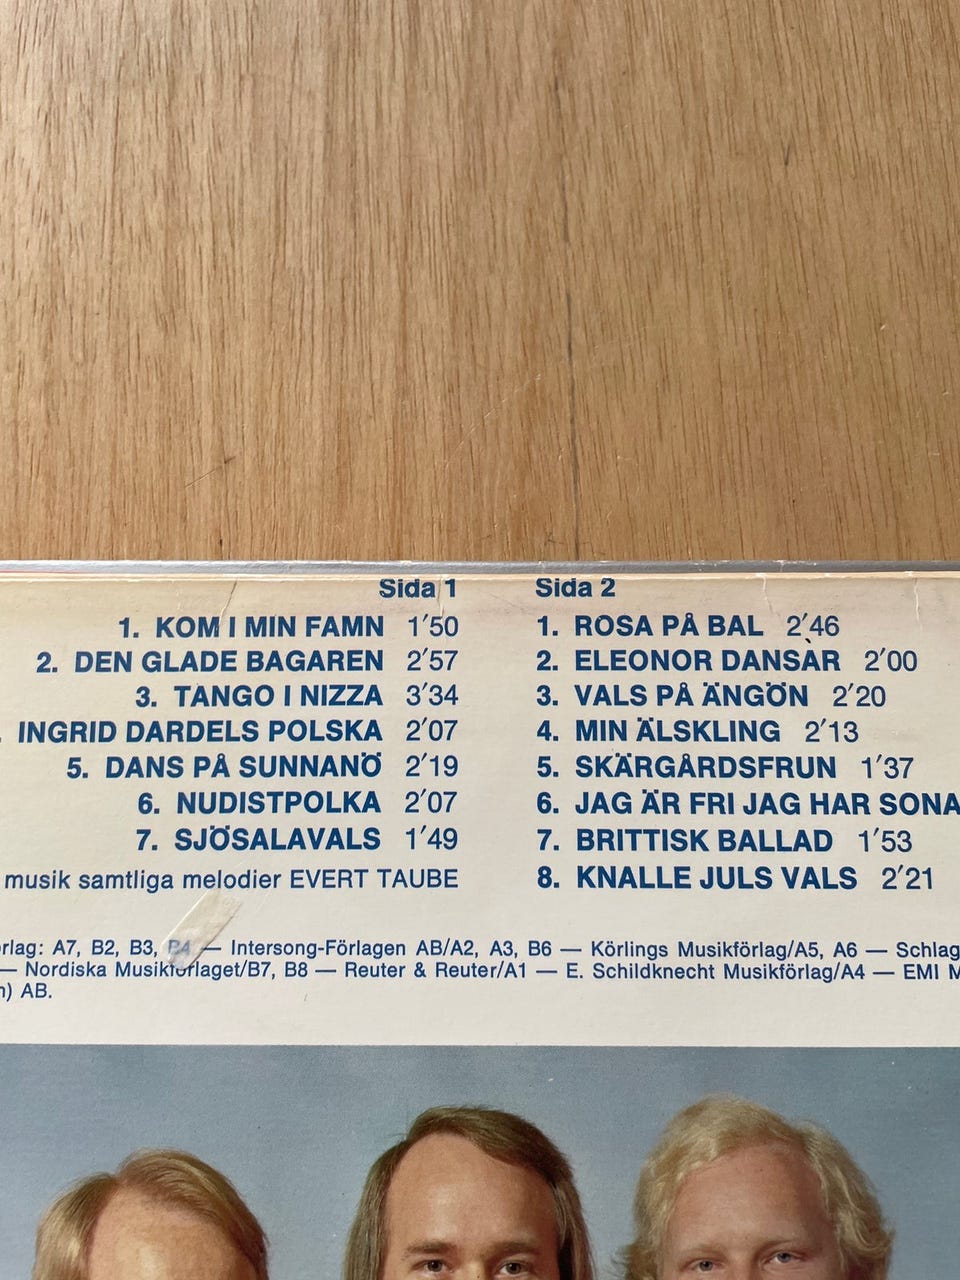 Sida 1
1. KOM I MIN FAMN 1′50
2. DEN GLADE BAGAREN 2′57
3. TANGO I NIZZA 3′34
. INGRID DARDELS POLSKA 2′07
5. DANS PÅ SUNNANÖ 2′19
6. NUDISTPOLKA 2′07
7. SJÖSALAVALS 1′49
musik samtliga melodier EVERT TAUBE
Sida 2
1. ROSA PÅ BAL 2′46
2. ELEONOR DANSAR 2′00
3. VALS PÅ ÄNGÖN 2′20
4. MIN ÄLSKLING 2′13
5. SKÄRGÅRDSFRUN 1′37
6. JAG ÄR FRI JAG HAR SONA
7. BRITTISK BALLAD 1′53
8. KNALLE JULS VALS 2′21
rlag: A7, B2, B3, B4 — Intersong-Förlagen AB/A2, A3, B6 — Körlings Musikförlag/A5, A6 — Schlag
— Nordiska Musikförlaget/B7, B8 — Reuter & Reuter/A1 — E. Schildknecht Musikförlag/A4 — EMI M
n) AB.